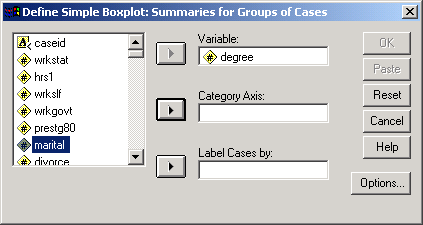 Define Simple Boxplot: Summaries for Groups of Cases
caseid
wrkstat
hrs1
wrkslf
wrkgovt
prestg80
marital
divorce
Variable:
degree
Category Axis:
Label Cases by:
OK
Paste
Reset
Cancel
Help
Options...